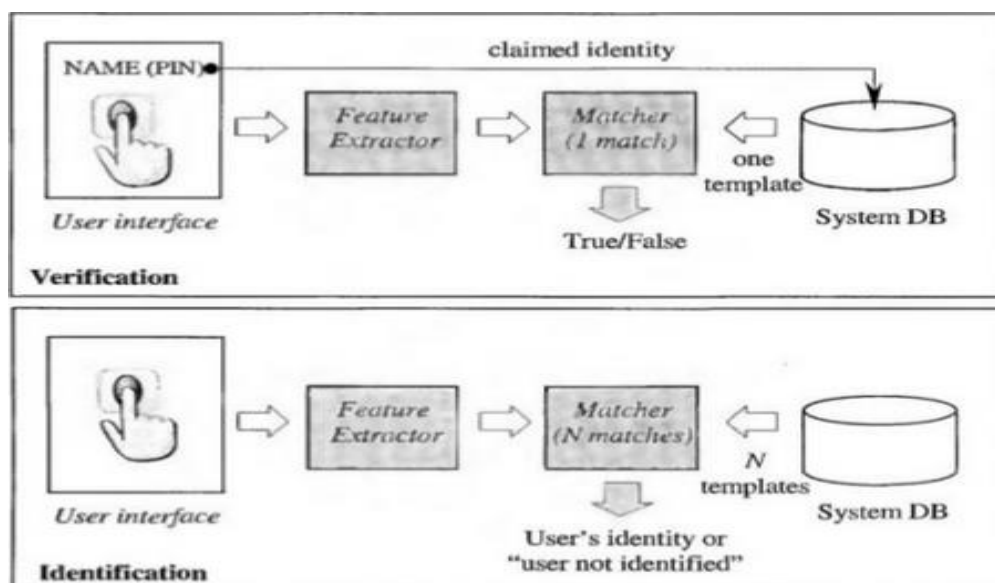 claimed identity
NAME (PIN)
Feature
Extractor
Matcher
(1 match)
one
template
User interface
System DB
True/False
Verification
Feature
Extractor
Matcher
(N matches)
N
templates
User interface
System DB
User's identity or
"user not identified"
Identification